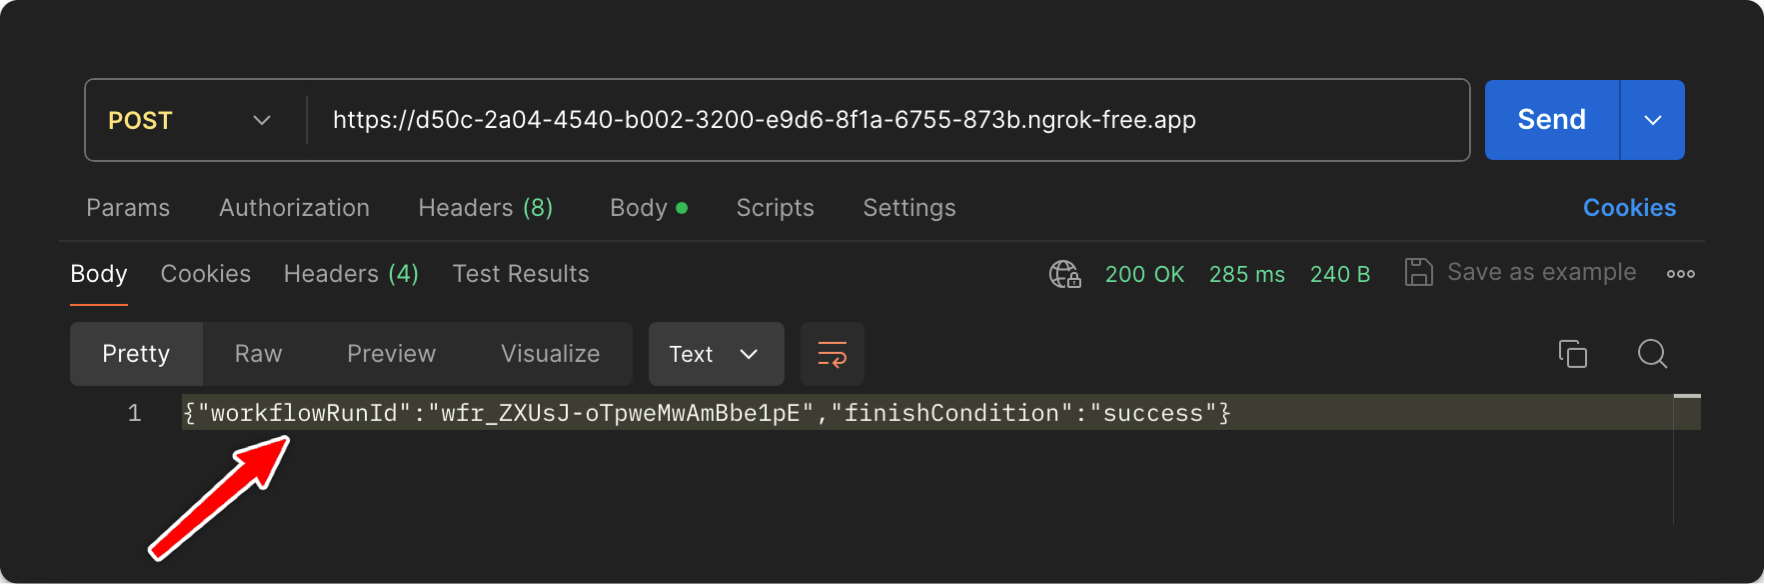 POST https://d50c-2a04-4540-b002-3200-e9d6-8f1a-6755-873b.ngrok-free.app Send
Params Authorization Headers (8) Body Scripts Settings Cookies
Body Cookies Headers (4) Test Results 200 OK 285 ms 240 B Save as example
Pretty Raw Preview Visualize Text
1 {"workflowRunId":"wfr_ZXUsJ-oTpweMwAmBbe1pE","finishCondition":"success"}